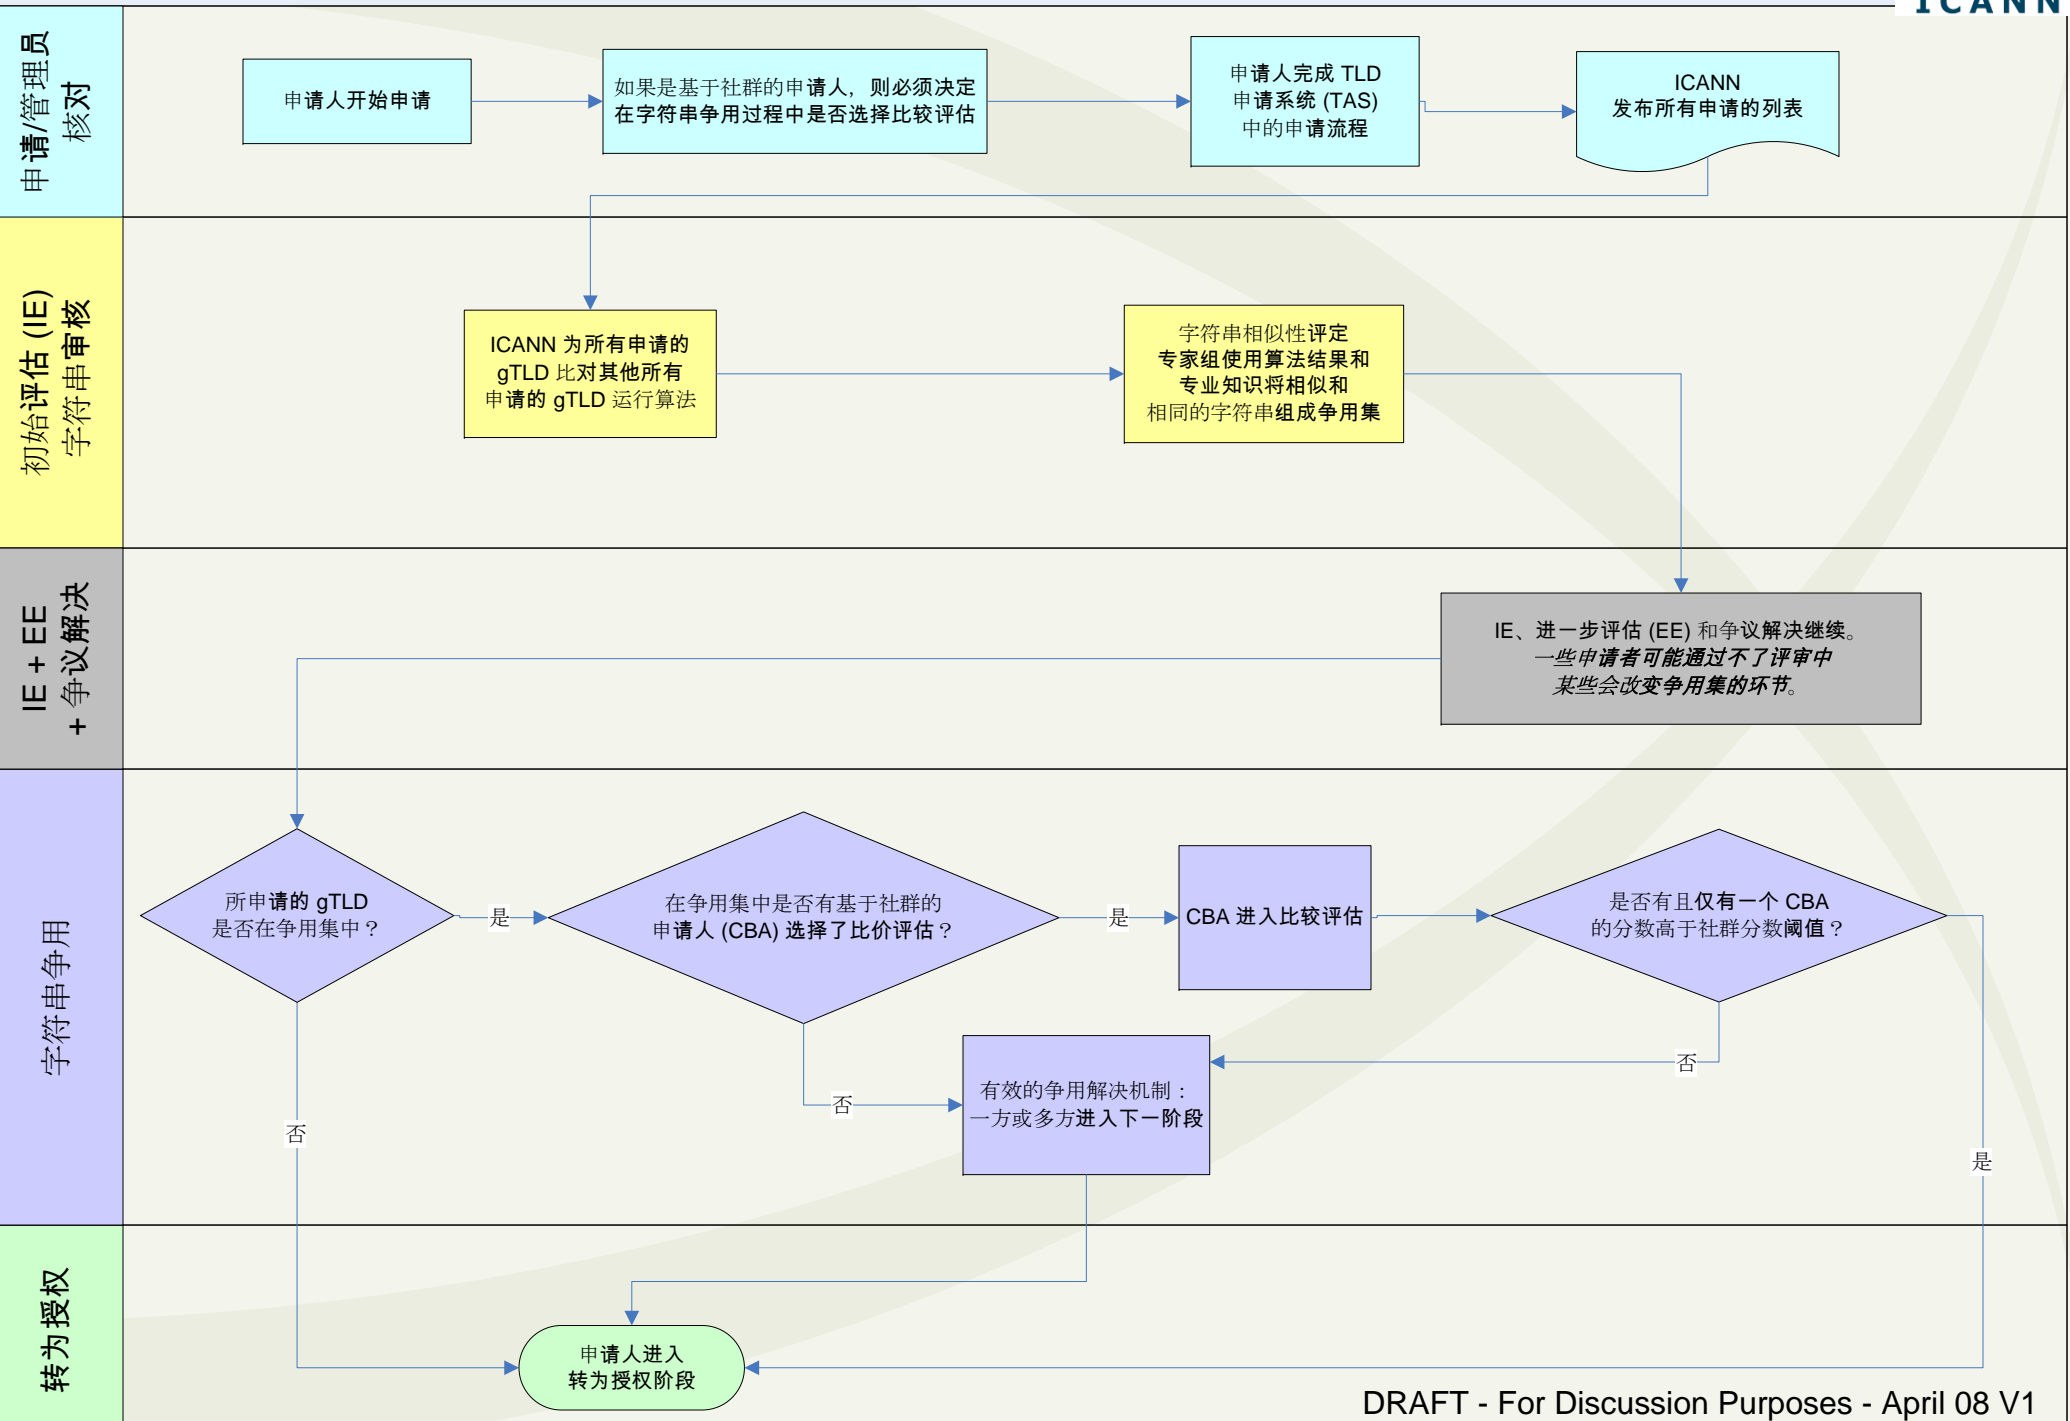 ICANN
申请/管理员
核对
申请人开始申请
如果是基于社群的申请人，则必须决定
在字符串争用过程中是否选择比较评估
申请人完成 TLD
申请系统 (TAS)
中的申请流程
ICANN
发布所有申请的列表
初始评估 (IE)
字符串审核
ICANN 为所有申请的
gTLD 比对其他所有
申请的 gTLD 运行算法
字符串相似性评定
专家组使用算法结果和
专业知识将相似和
相同的字符串组成争用集
IE + EE
+ 争议解决
IE、进一步评估 (EE) 和争议解决继续。
一些申请者可能通过不了评审中
某些会改变争用集的环节。
字符串争用
所申请的 gTLD
是否在争用集中？
是
在争用集中是否有基于社群的
申请人 (CBA) 选择了比价评估？
是
CBA 进入比较评估
是否有且仅有一个 CBA
的分数高于社群分数阈值？
否
否
有效的争用解决机制：
一方或多方进入下一阶段
否
是
转为授权
申请人进入
转为授权阶段
DRAFT - For Discussion Purposes - April 08 V1